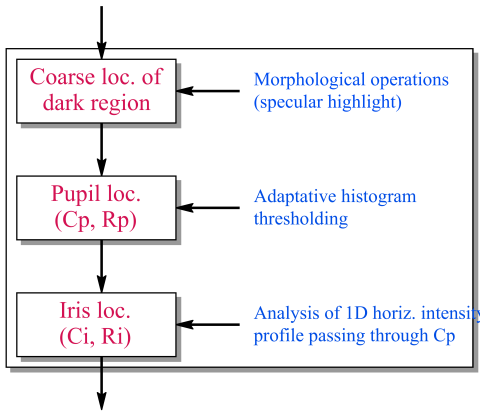 Coarse loc. of
dark region
Morphological operations
(specular highlight)
Pupil loc.
(Cp, Rp)
Adaptative histogram
thresholding
Iris loc.
(Ci, Ri)
Analysis of 1D horiz. intensity
profile passing through Cp